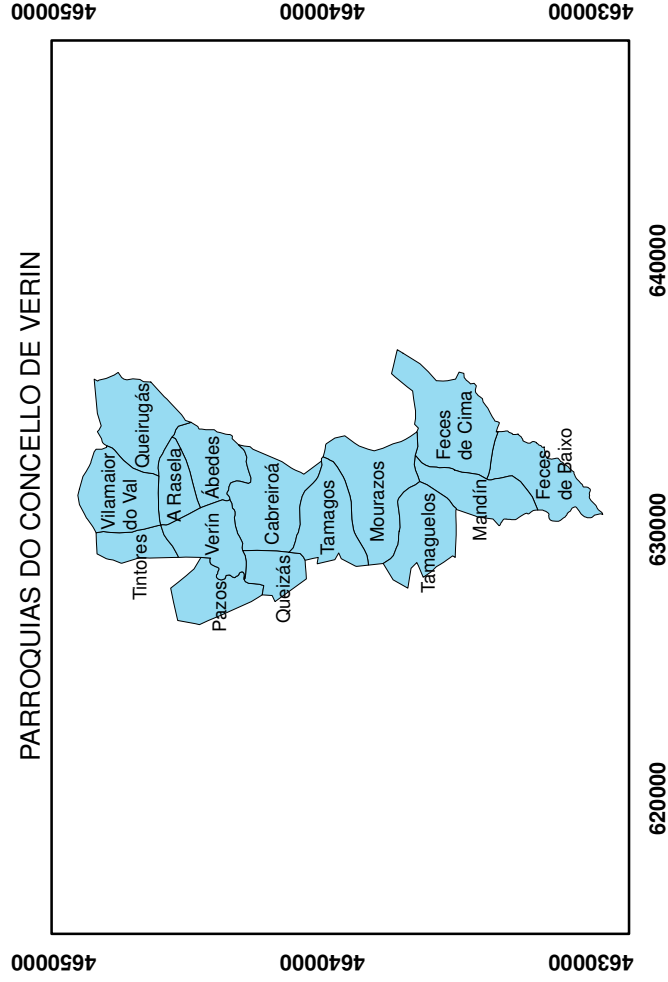 PARROQUIAS DO CONCELLO DE VERIN
4650000
4650000
Vilamaior
do Val
Tintores
Queirugás
A Rasela
Verín
Ábedes
Pazos
Cabreiroá
Queizás
4640000
4640000
Tamagos
Mourazos
Tamaguelos
Feces
de Cima
Mandín
Feces
de Baixo
4630000
4630000
620000
630000
640000